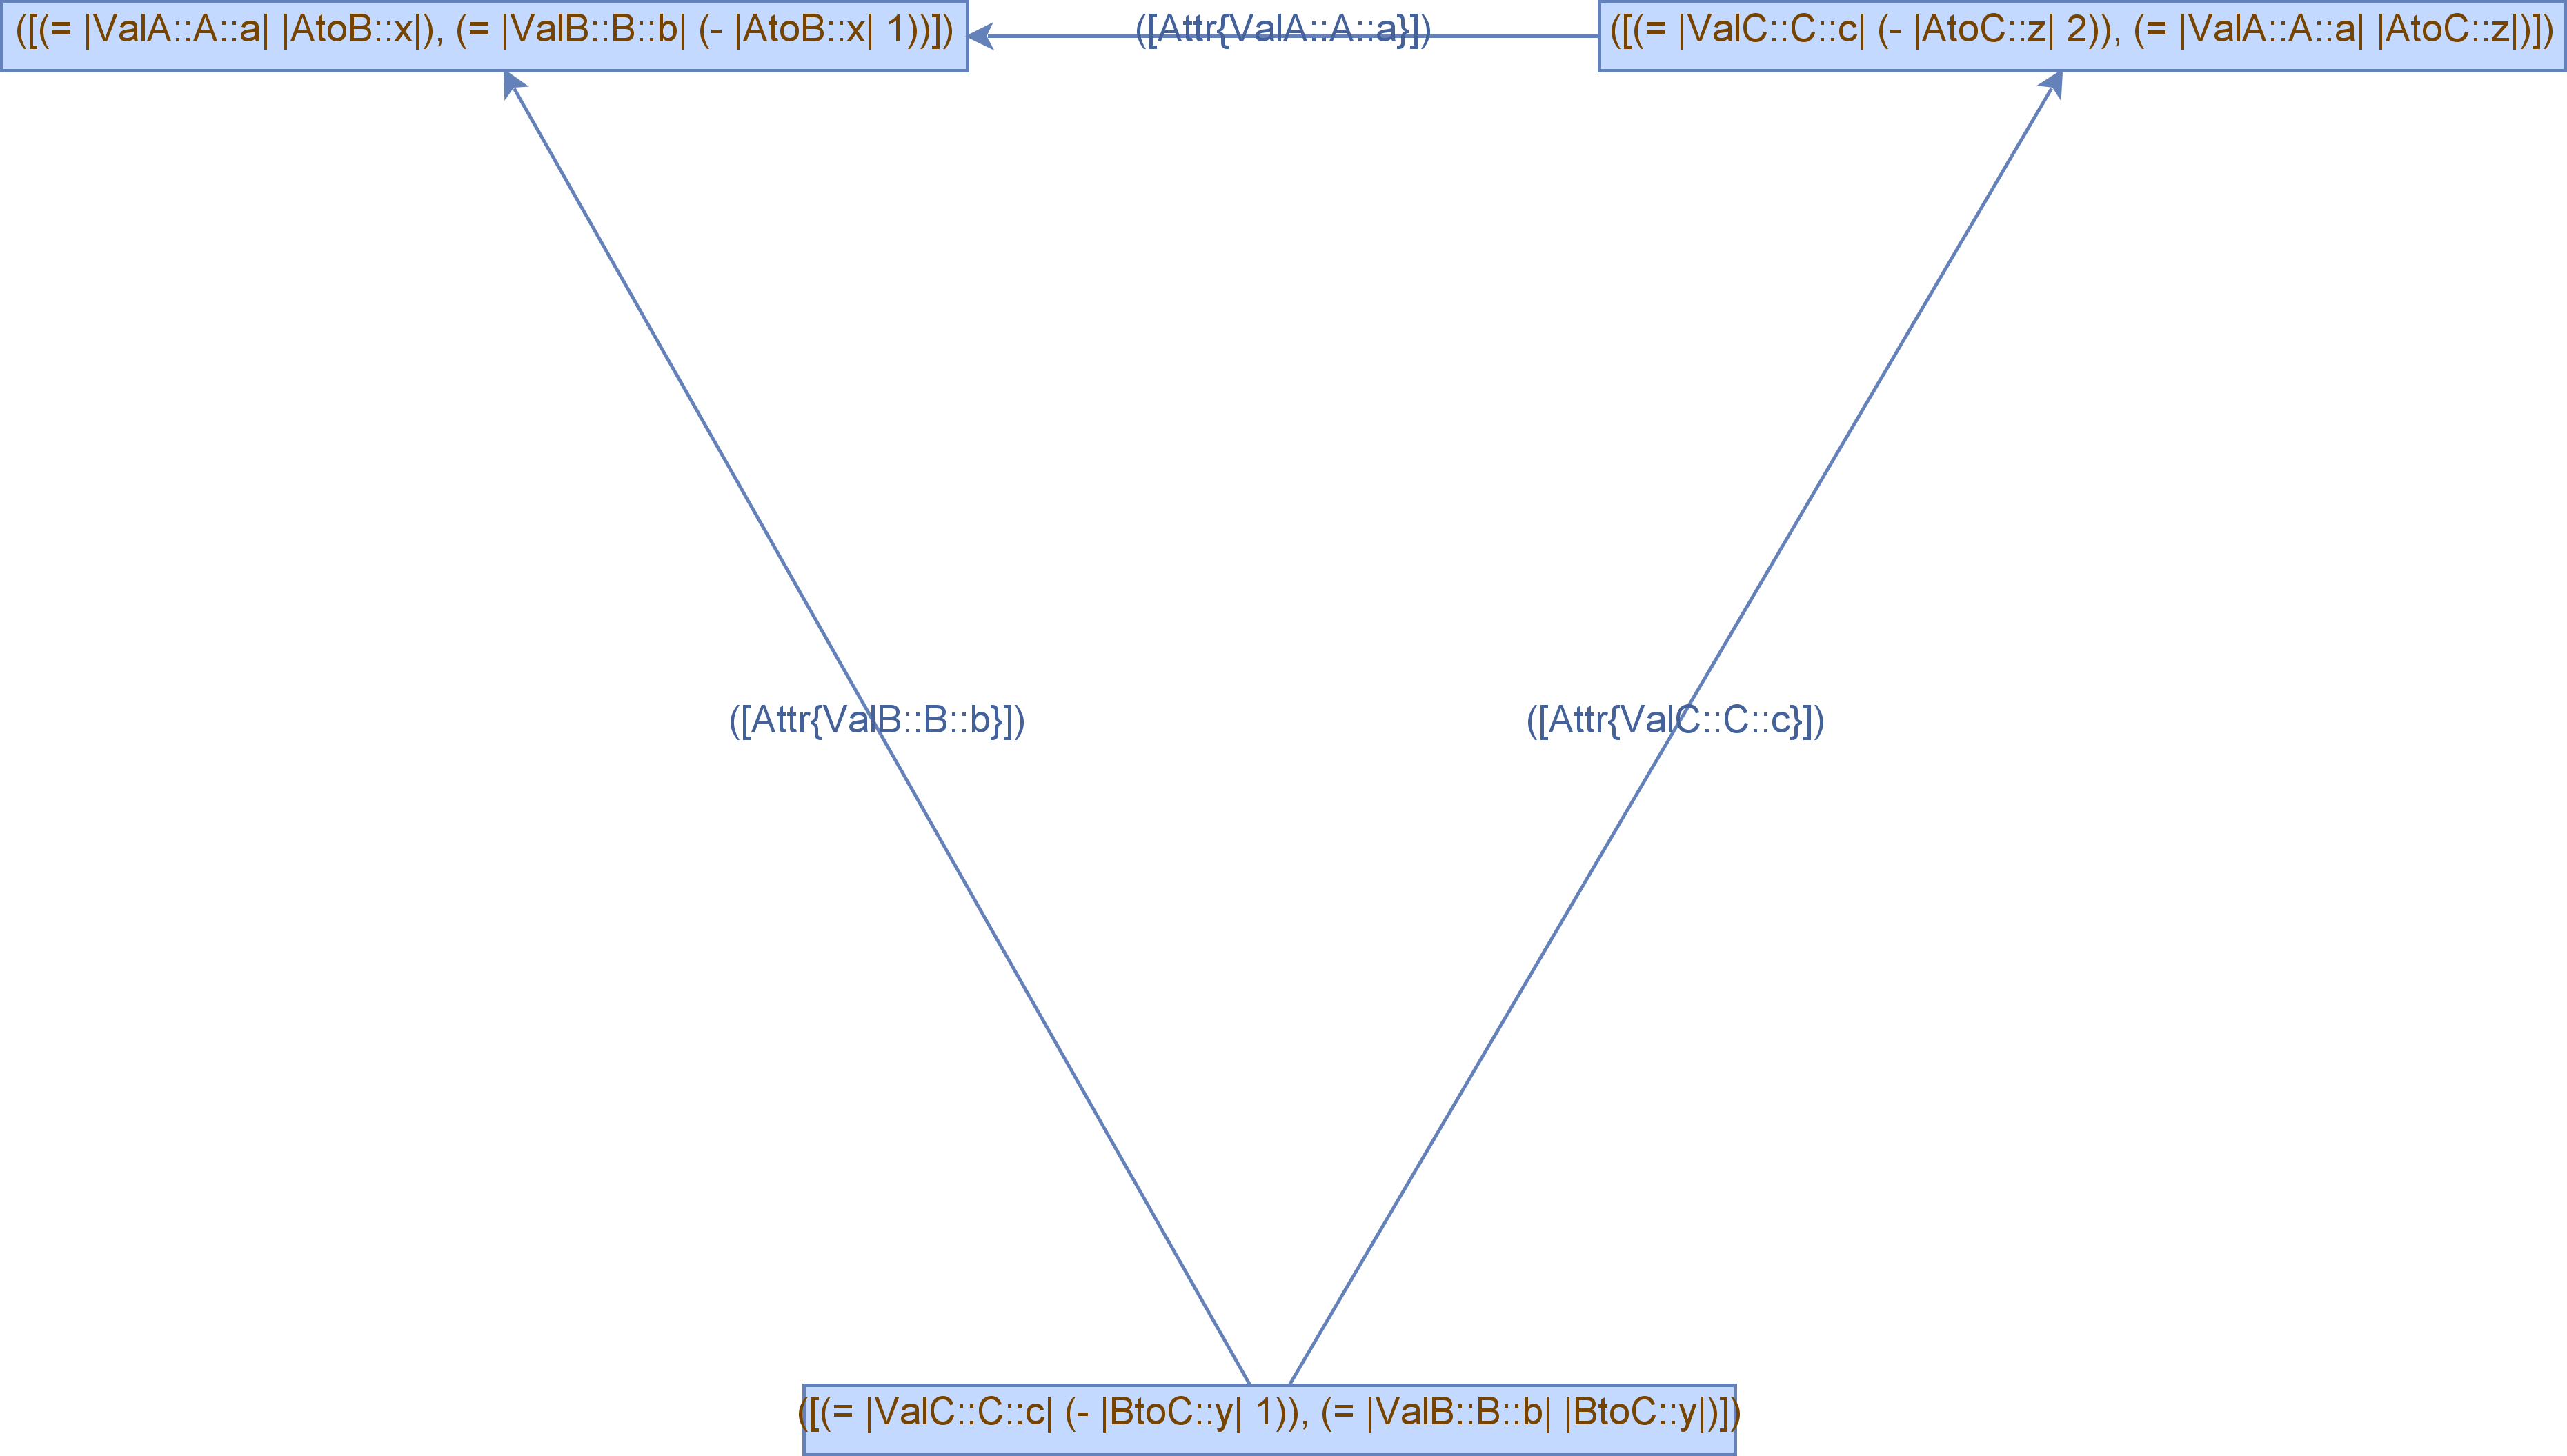 ([(= |ValA::A::a| |AtoB::x|), (= |ValB::B::b| (- |AtoB::x| 1))])
([Attr{ValA::A::a}])
([(= |ValC::C::c| (- |AtoC::z| 2)), (= |ValA::A::a| |AtoC::z|)])
([Attr{ValB::B::b}])
([Attr{ValC::C::c}])
([(= |ValC::C::c| (- |BtoC::y| 1)), (= |ValB::B::b| |BtoC::y|)])